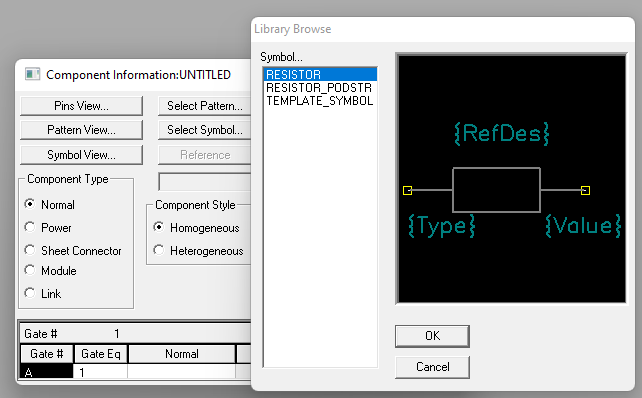 Library Browse
Symbol...
RESISTOR
RESISTOR_PODSTR
TEMPLATE_SYMBOL
{RefDes}
{Type} {Value}
OK
Cancel
Component Information:UNTITLED
Pins View... Select Pattern...
Pattern View... Select Symbol...
Symbol View... Reference
Component Type
Normal
Power
Sheet Connector
Module
Link
Component Style
Homogeneous
Heterogeneous
Gate # 1
Gate # Gate Eq Normal
A 1